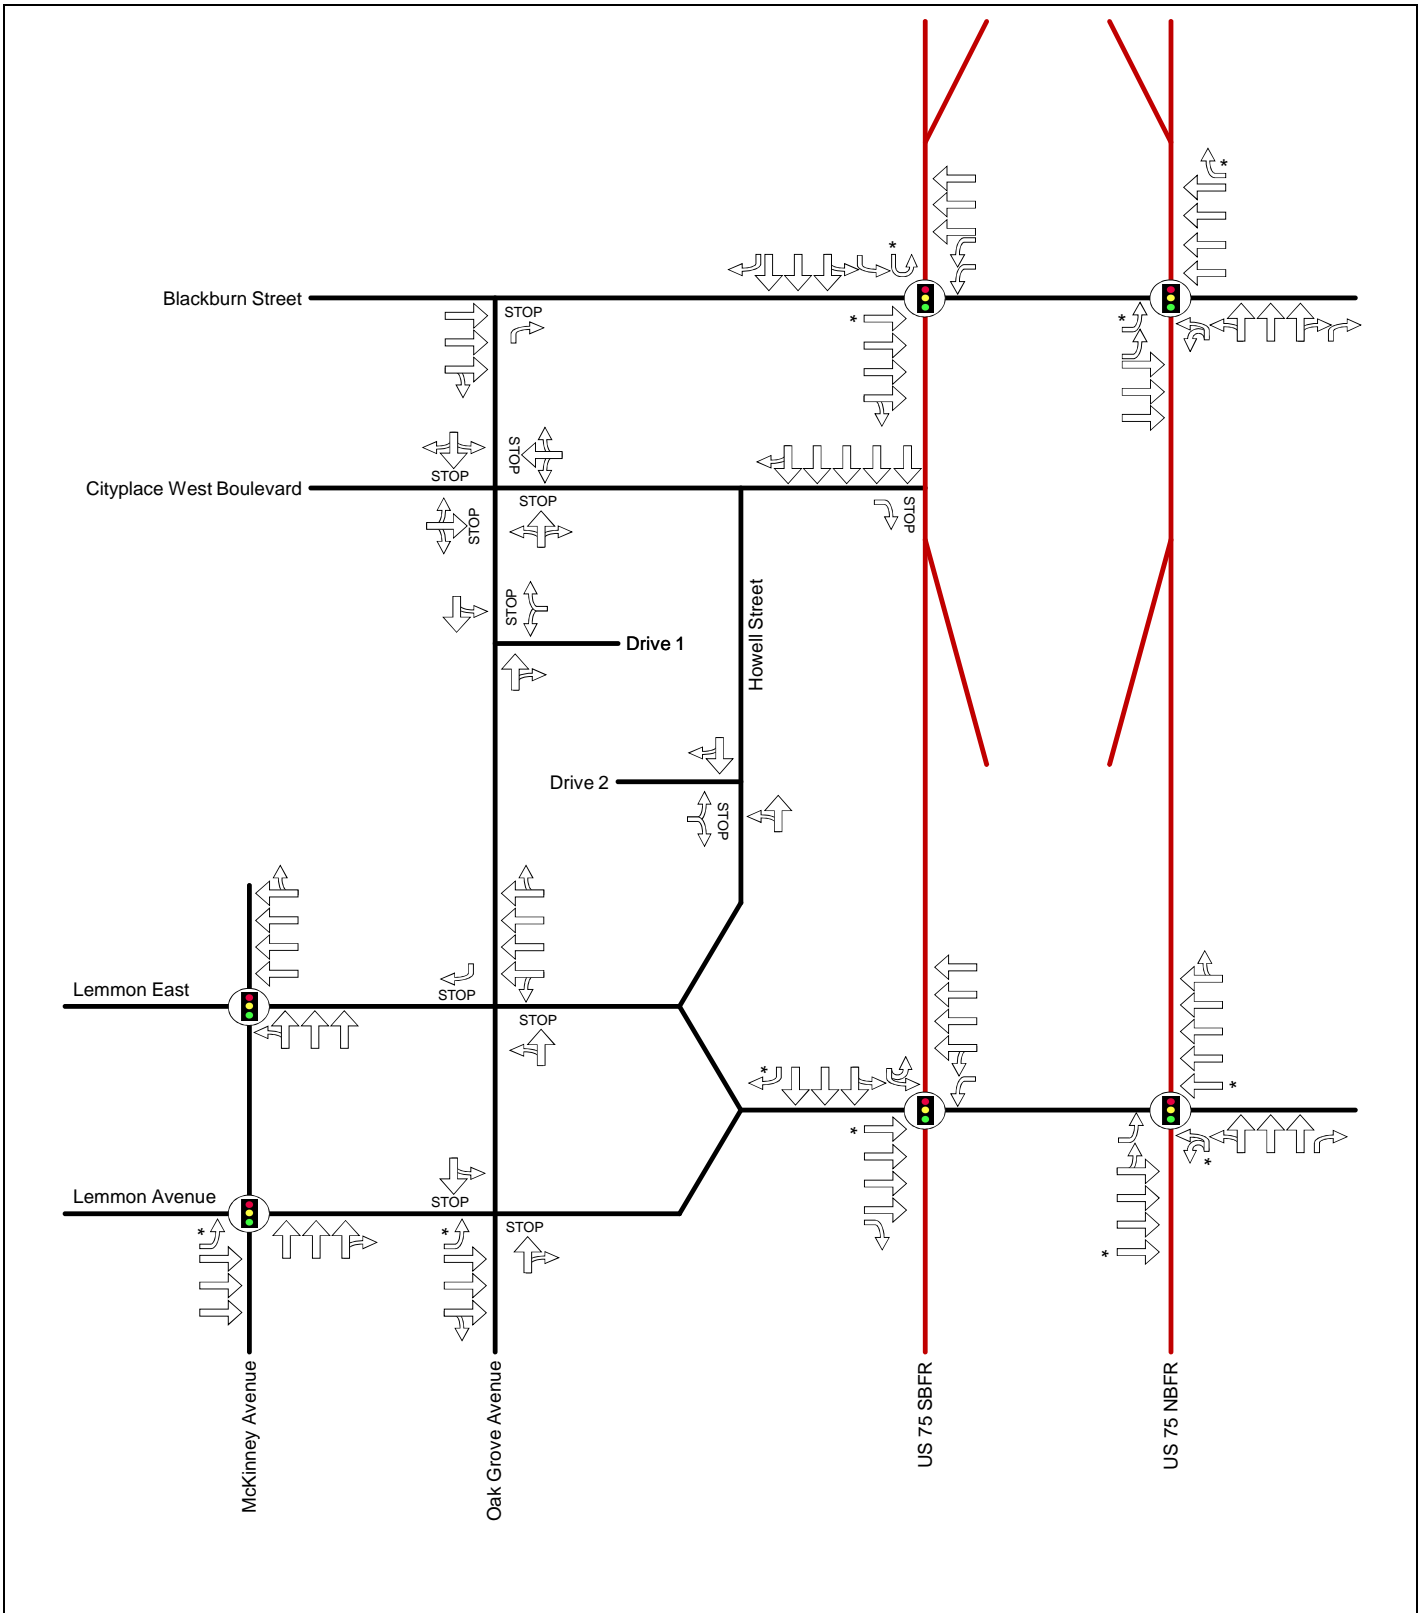 *
*
Blackburn Street
STOP
*
*
STOP
STOP
Cityplace West Boulevard
STOP
STOP
STOP
STOP
Drive 1
Howell Street
Drive 2
STOP
Lemmon East
STOP
STOP
*
*
*
*
Lemmon Avenue
STOP
STOP
*
*
*
*
McKinney Avenue
Oak Grove Avenue
US 75 SBFR
US 75 NBFR